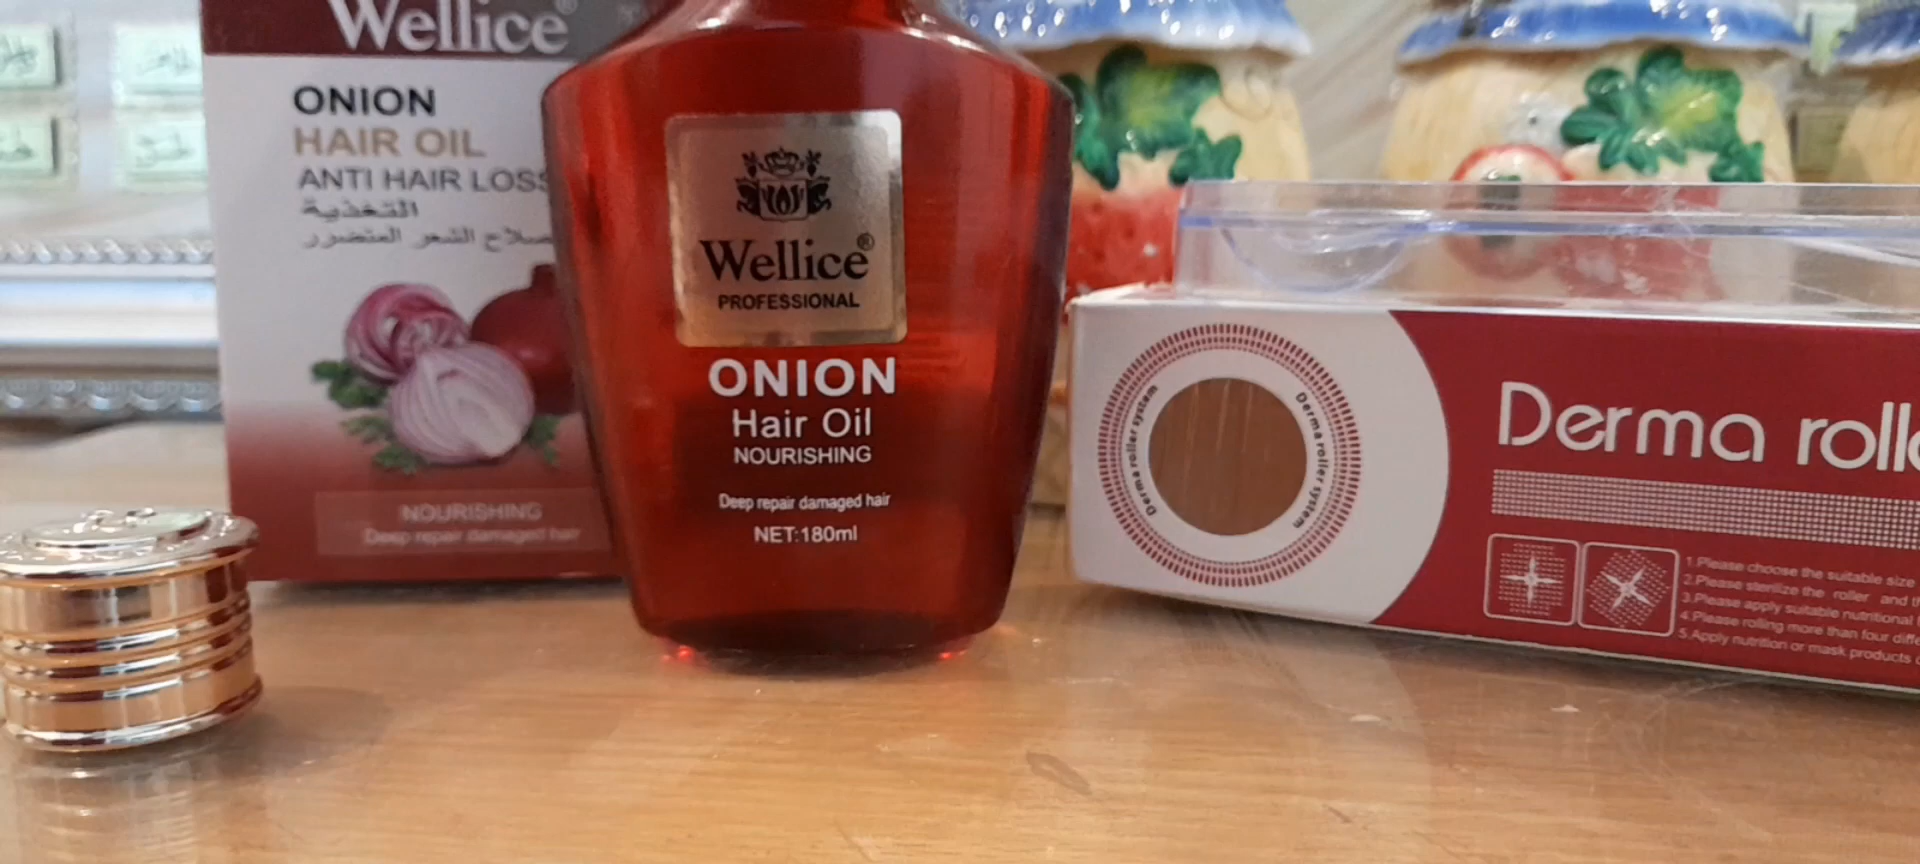 Wellice®
ONION
HAIR OIL
ANTI HAIR LOSS
التغذية
إصلاح الشعر المتضرر
NOURISHING
Deep repair damaged hair
Wellice®
PROFESSIONAL
ONION
Hair Oil
NOURISHING
Deep repair damaged hair
NET:180ml
Derma roller system
Derma roller system
Derma rolle
1.Please choose the suitable size
2.Please sterilize the roller and th
3.Please apply suitable nutritional
4.Please rolling more than four diffe
5.Apply nutrition or mask products